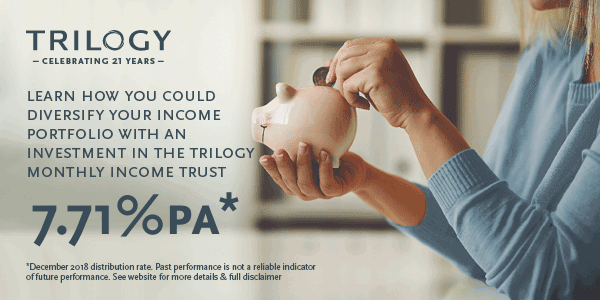 TRILOGY
– CELEBRATING 21 YEARS –
LEARN HOW YOU COULD
DIVERSIFY YOUR INCOME
PORTFOLIO WITH AN
INVESTMENT IN THE TRILOGY
MONTHLY INCOME TRUST
7.71%PA*
*December 2018 distribution rate. Past performance is not a reliable indicator
of future performance. See website for more details & full disclaimer